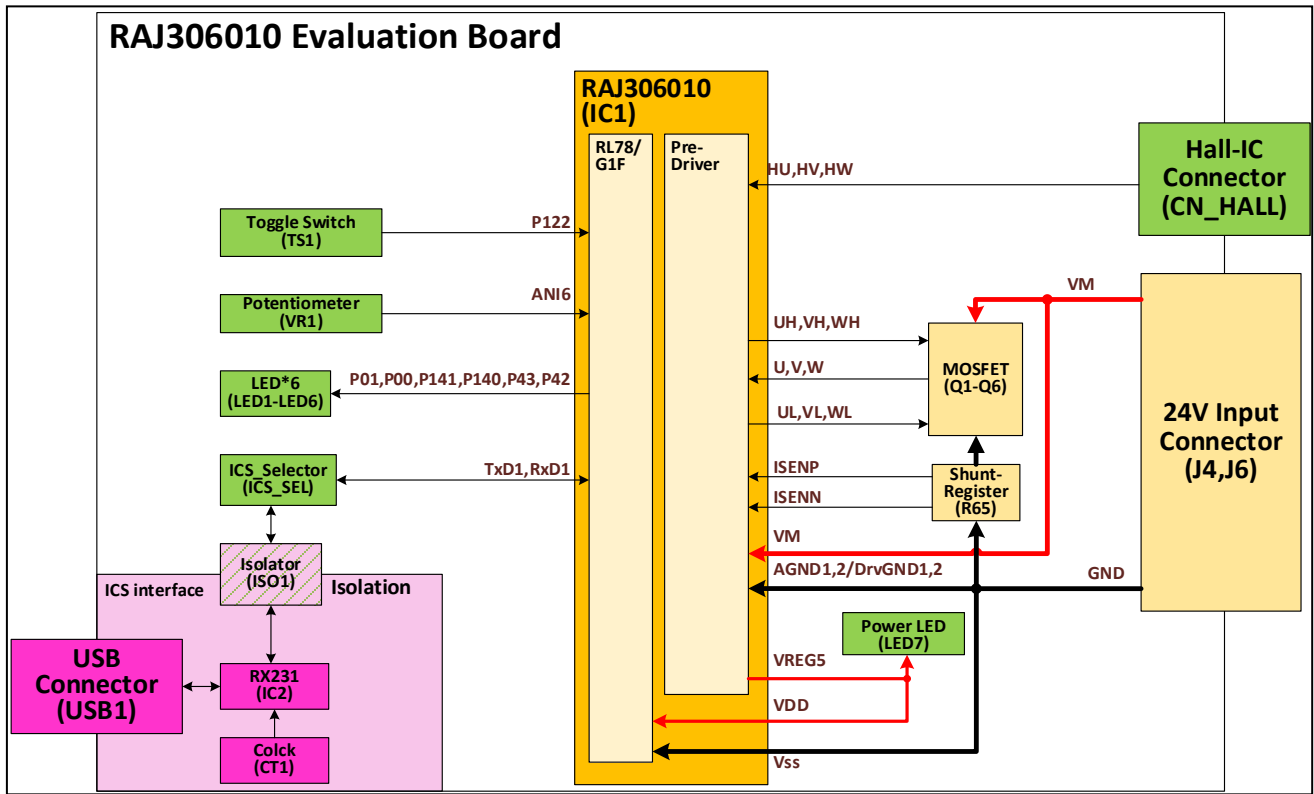 RAJ306010 Evaluation Board
RAJ306010
(IC1)
RL78/
G1F
Pre-
Driver
Hall-IC
Connector
(CN_HALL)
HU,HV,HW
Toggle Switch
(TS1)
P122
Potentiometer
(VR1)
ANI6
LED*6
(LED1-LED6)
P01,P00,P141,P140,P43,P42
ICS_Selector
(ICS_SEL)
TxD1,RxD1
Isolator
(ISO1)
ICS interface
Isolation
USB
Connector
(USB1)
RX231
(IC2)
Colck
(CT1)
VM
UH,VH,WH
U,V,W
UL,VL,WL
MOSFET
(Q1-Q6)
24V Input
Connector
(J4,J6)
ISENP
ISENN
Shunt-
Register
(R65)
VM
AGND1,2/DrvGND1,2
GND
Power LED
(LED7)
VREG5
VDD
Vss